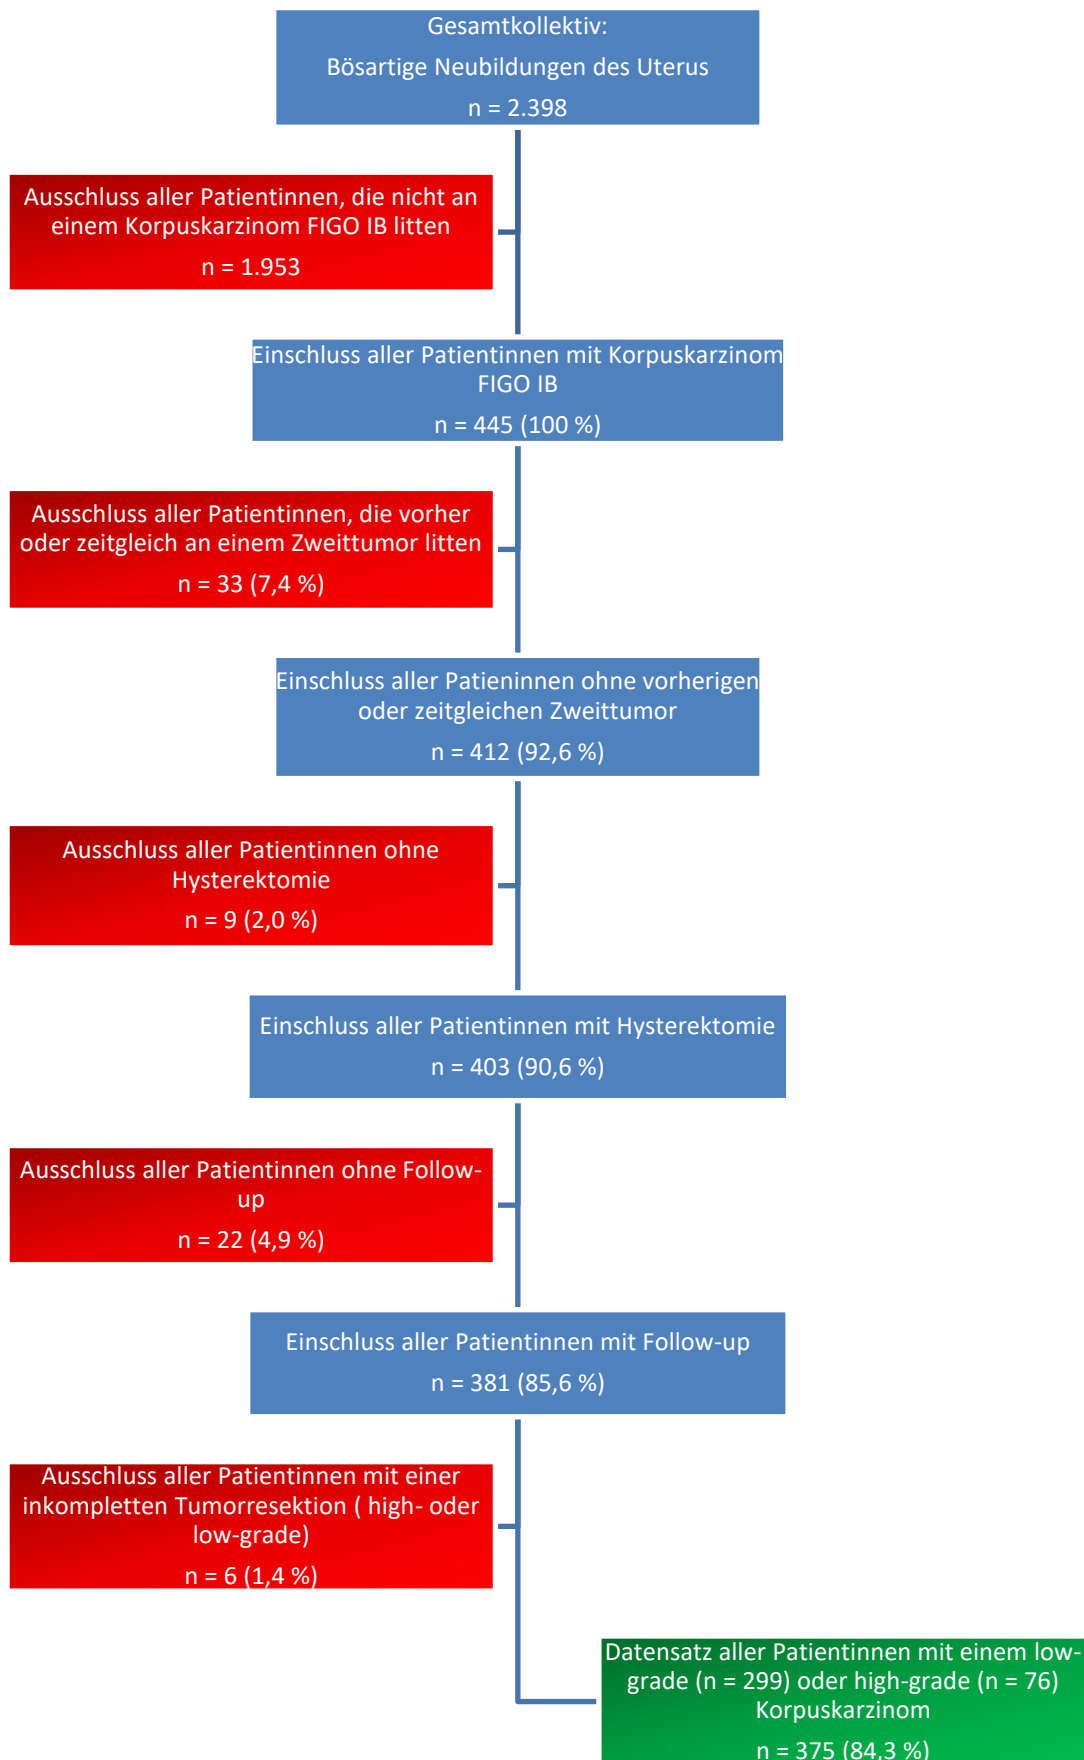 Gesamtkollektiv:
Bösartige Neubildungen des Uterus
n = 2.398
Ausschluss aller Patientinnen, die nicht an
einem Korpuskarzinom FIGO IB litten
n = 1.953
Einschluss aller Patientinnen mit Korpuskarzinom
FIGO IB
n = 445 (100 %)
Ausschluss aller Patientinnen, die vorher
oder zeitgleich an einem Zweittumor litten
n = 33 (7,4 %)
Einschluss aller Patieninnen ohne vorherigen
oder zeitgleichen Zweittumor
n = 412 (92,6 %)
Ausschluss aller Patientinnen ohne
Hysterektomie
n = 9 (2,0 %)
Einschluss aller Patientinnen mit Hysterektomie
n = 403 (90,6 %)
Ausschluss aller Patientinnen ohne Follow-
up
n = 22 (4,9 %)
Einschluss aller Patientinnen mit Follow-up
n = 381 (85,6 %)
Ausschluss aller Patientinnen mit einer
inkompletten Tumorresektion ( high- oder
low-grade)
n = 6 (1,4 %)
Datensatz aller Patientinnen mit einem low-
grade (n = 299) oder high-grade (n = 76)
Korpuskarzinom
n = 375 (84,3 %)